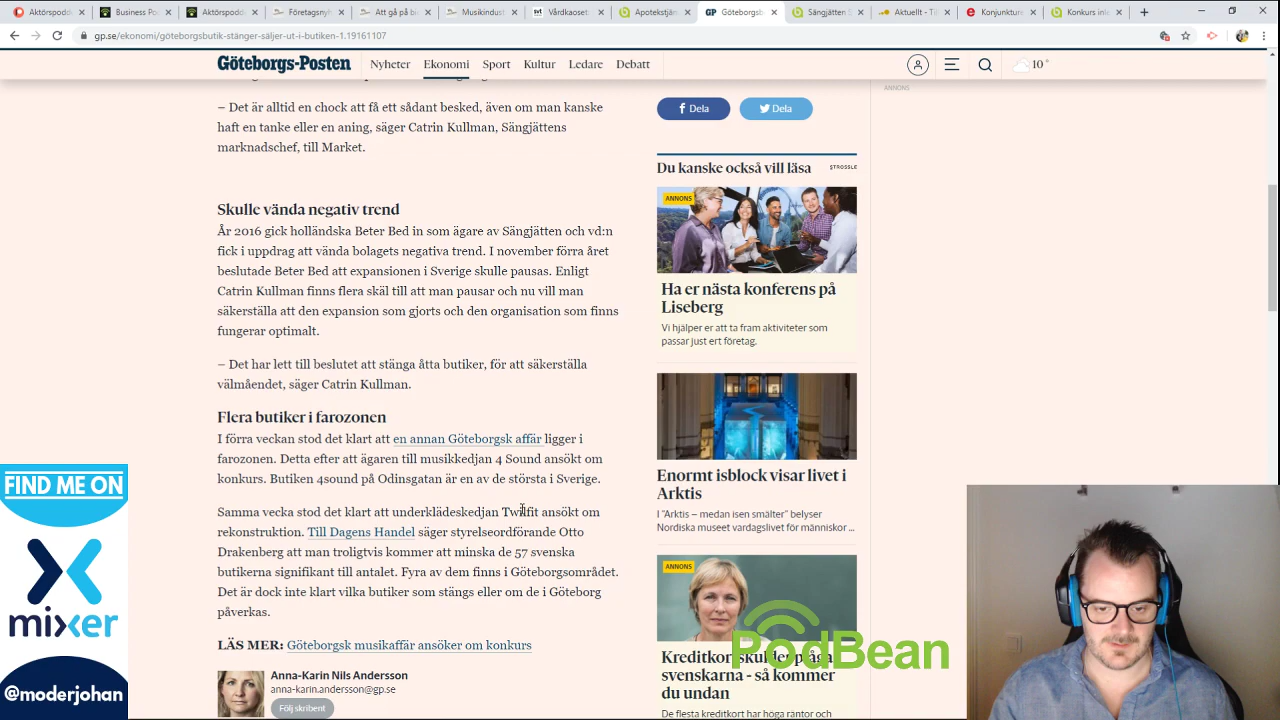 Aktörspodd
Business Po
Aktörspodd
Företagsnyh
Att gå på bi
Musikindus
svt
Vårdkaoset
Apotekstjän
GP
Göteborgsb
Sängjätten S
Aktuellt - Til
Konjunkture
Konkurs inle
gp.se/ekonomi/göteborgsbutik-stänger-säljer-ut-i-butiken-1.19161107
Göteborgs-Posten
Nyheter
Ekonomi
Sport
Kultur
Ledare
Debatt
10°
ANNONS
– Det är alltid en chock att få ett sådant besked, även om man kanske
haft en tanke eller en aning, säger Catrin Kullman, Sängjättens
marknadschef, till Market.
Skulle vända negativ trend
År 2016 gick holländska Beter Bed in som ägare av Sängjätten och vd:n
fick i uppdrag att vända bolagets negativa trend. I november förra året
beslutade Beter Bed att expansionen i Sverige skulle pausas. Enligt
Catrin Kullman finns flera skäl till att man pausar och nu vill man
säkerställa att den expansion som gjorts och den organisation som finns
fungerar optimalt.
– Det har lett till beslutet att stänga åtta butiker, för att säkerställa
välmåendet, säger Catrin Kullman.
Flera butiker i farozonen
I förra veckan stod det klart att en annan Göteborgsk affär ligger i
farozonen. Detta efter att ägaren till musikkedjan 4 Sound ansökt om
konkurs. Butiken 4sound på Odinsgatan är en av de största i Sverige.
Samma vecka stod det klart att underklädeskedjan Twilfit ansökt om
rekonstruktion. Till Dagens Handel säger styrelseordförande Otto
Drakenberg att man troligtvis kommer att minska de 57 svenska
butikerna signifikant till antalet. Fyra av dem finns i Göteborgsområdet.
Det är dock inte klart vilka butiker som stängs eller om de i Göteborg
påverkas.
LÄS MER: Göteborgsk musikaffär ansöker om konkurs
Anna-Karin Nils Andersson
anna-karin.andersson@gp.se
Följ skribent
Dela
Dela
Du kanske också vill läsa
STROSSLE
ANNONS
Ha er nästa konferens på
Liseberg
Vi hjälper er att ta fram aktiviteter som
passar just ert företag.
Enormt isblock visar livet i
Arktis
I "Arktis – medan isen smälter" belyser
Nordiska museet vardagslivet för människor ...
ANNONS
Kreditkor
svenskarna - så kommer
du undan
De flesta kreditkort har höga räntor och
PodBean
FIND ME ON
mixer
@moderjohan